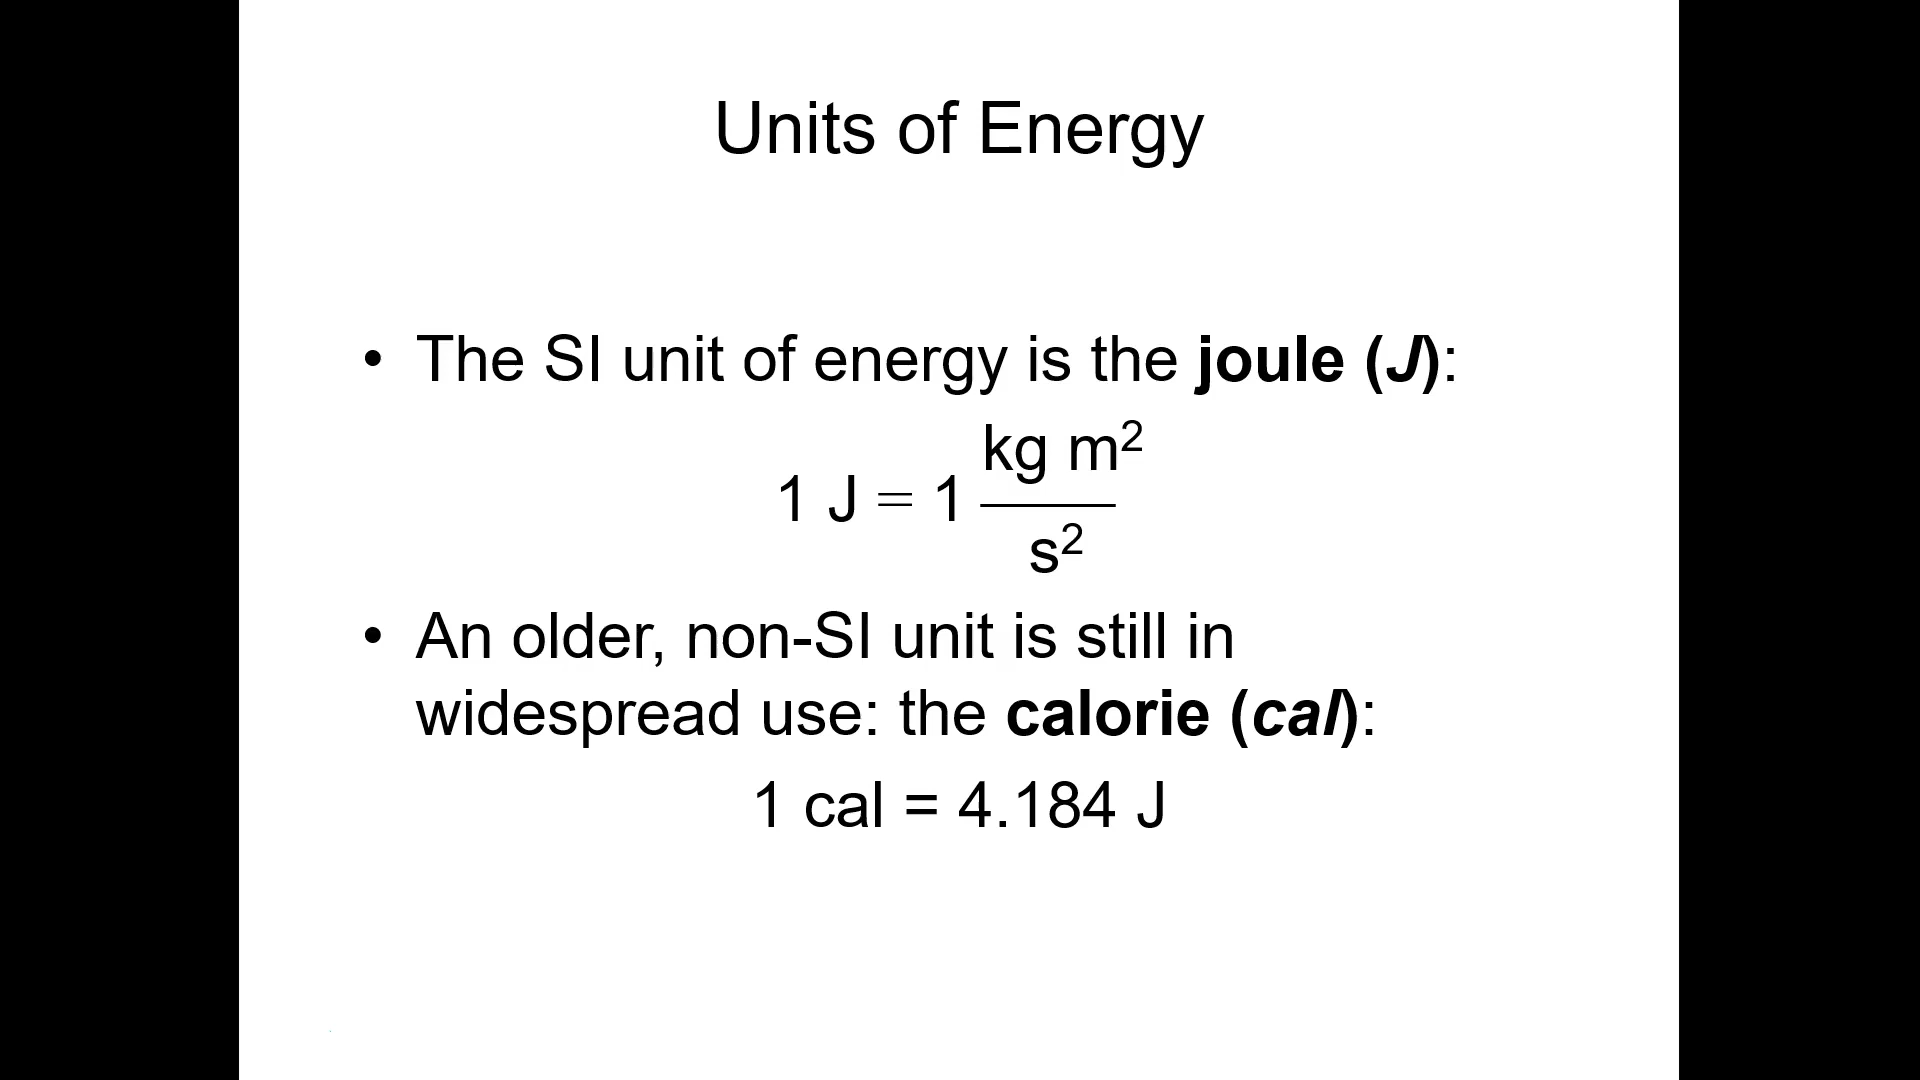 Units of Energy
• The SI unit of energy is the joule (J):
1 J = 1 kg m²
s²
• An older, non-SI unit is still in
widespread use: the calorie (cal):
1 cal = 4.184 J